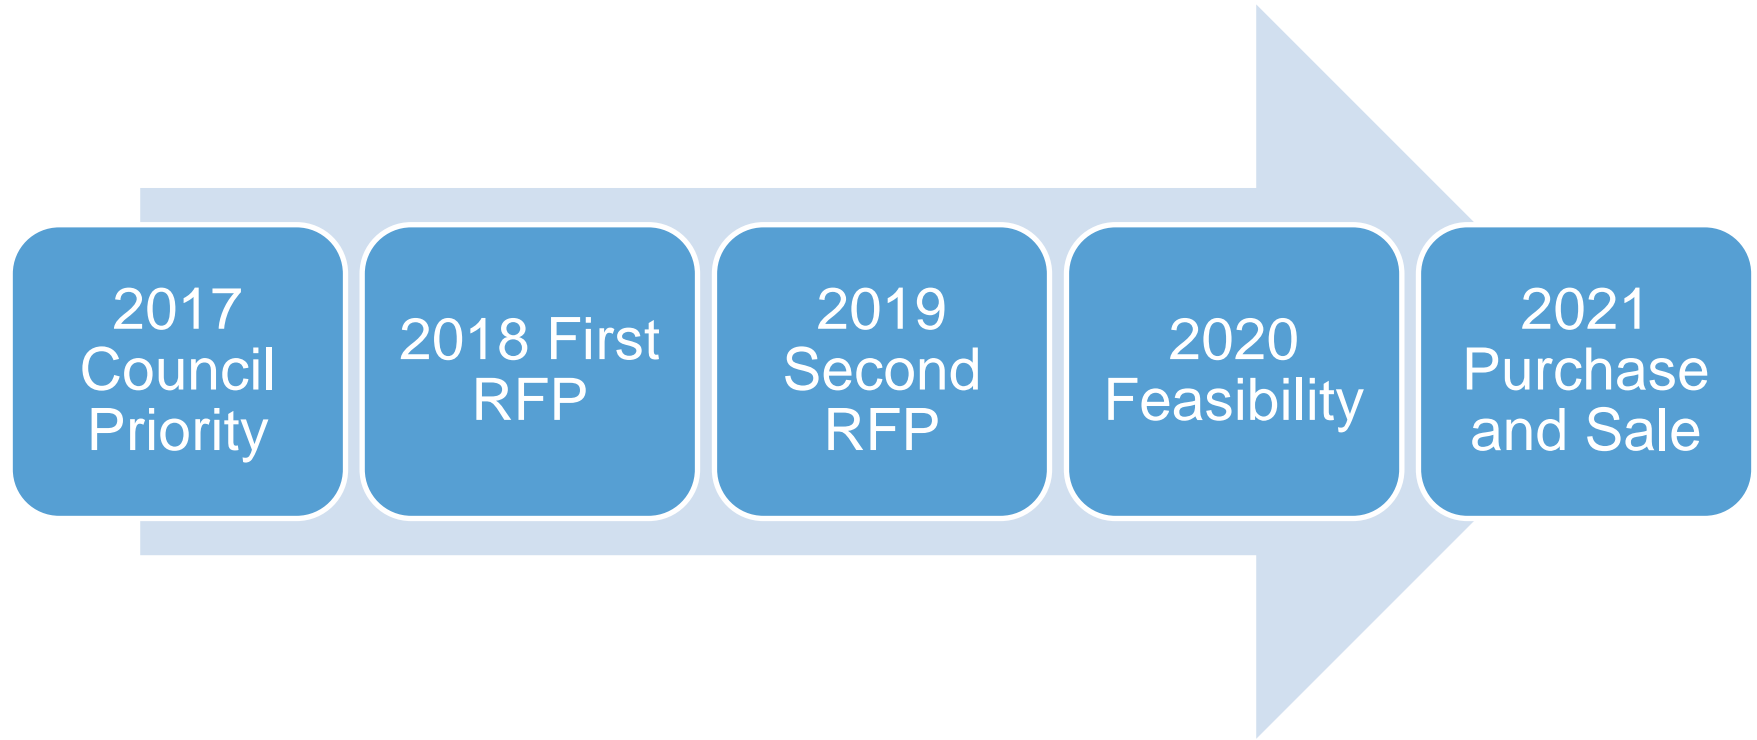 2017
Council
Priority
2018 First
RFP
2019
Second
RFP
2020
Feasibility
2021
Purchase
and Sale